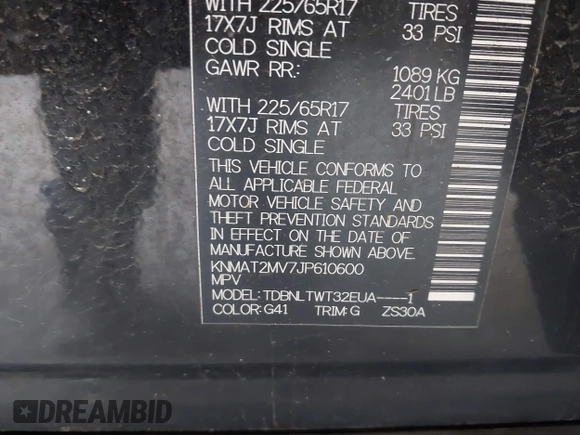 WITH 225/65R17 TIRES
17X7J RIMS AT 33 PSI
COLD SINGLE
GAWR RR: 1089 KG
2401 LB
WITH 225/65R17 TIRES
17X7J RIMS AT 33 PSI
COLD SINGLE
THIS VEHICLE CONFORMS TO
ALL APPLICABLE FEDERAL
MOTOR VEHICLE SAFETY AND
THEFT PREVENTION STANDARDS
IN EFFECT ON THE DATE OF
MANUFACTURE SHOWN ABOVE.
KNMAT2MV7JP610600
MPV
MODEL: TDBNLTWT32EUA----1
COLOR:G41 TRIM:G ZS30A
DREAMBID